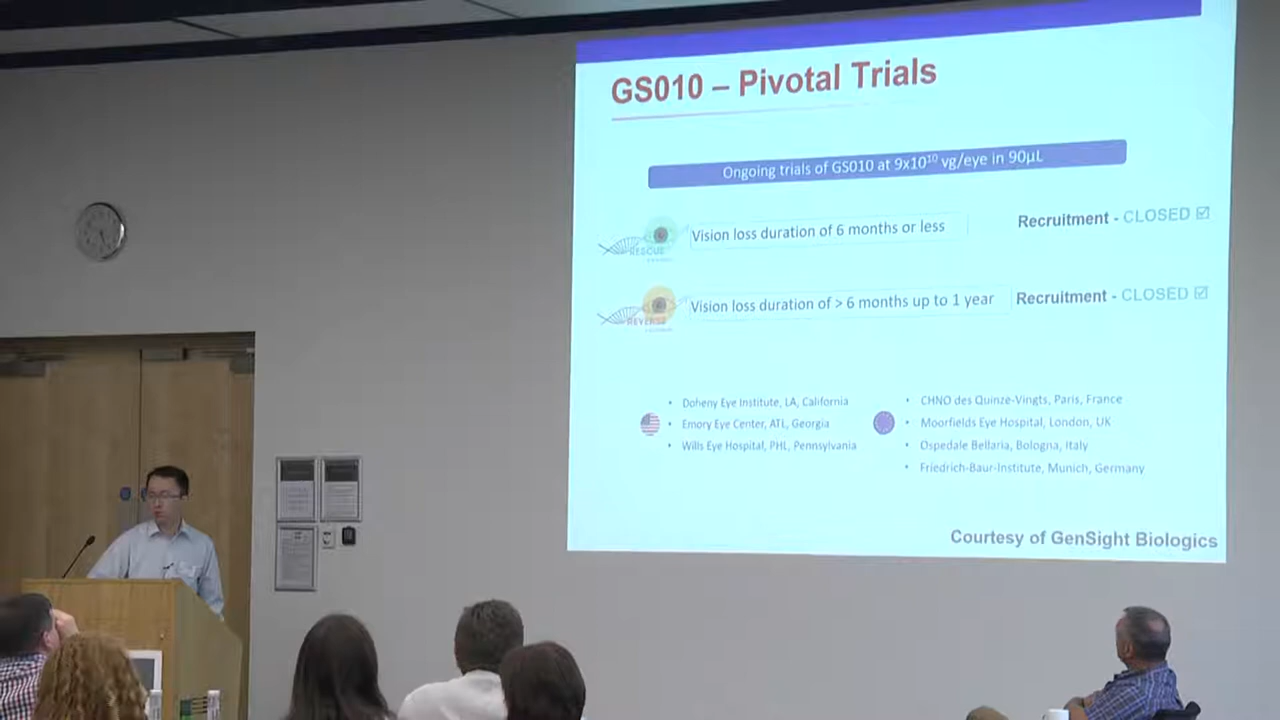 GS010 – Pivotal Trials
Ongoing trials of GS010 at 9x10¹⁰ vg/eye in 90µL
RESCUE
Vision loss duration of 6 months or less
Recruitment - CLOSED ☑
REVERSE
Vision loss duration of > 6 months up to 1 year
Recruitment - CLOSED ☑
• Doheny Eye Institute, LA, California
• Emory Eye Center, ATL, Georgia
• Wills Eye Hospital, PHL, Pennsylvania
• CHNO des Quinze-Vingts, Paris, France
• Moorfields Eye Hospital, London, UK
• Ospedale Bellaria, Bologna, Italy
• Friedrich-Baur-Institute, Munich, Germany
Courtesy of GenSight Biologics